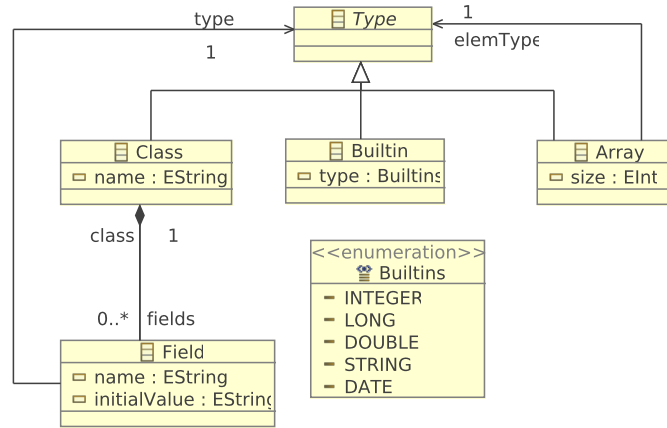 type
Type
1
1
elemType
Class
name : EString
Builtin
type : Builtins
Array
size : EInt
class
1
0..*
fields
<<enumeration>>
Builtins
INTEGER
LONG
DOUBLE
STRING
DATE
Field
name : EString
initialValue : EString